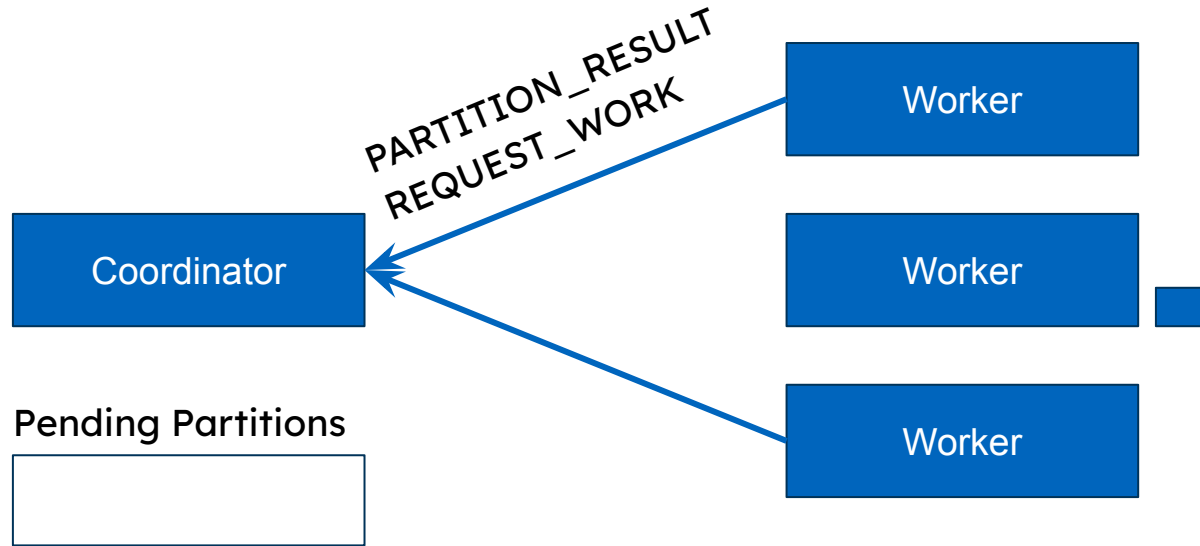 PARTITION_RESULT
REQUEST_WORK
Worker
Coordinator
Worker
Pending Partitions
Worker